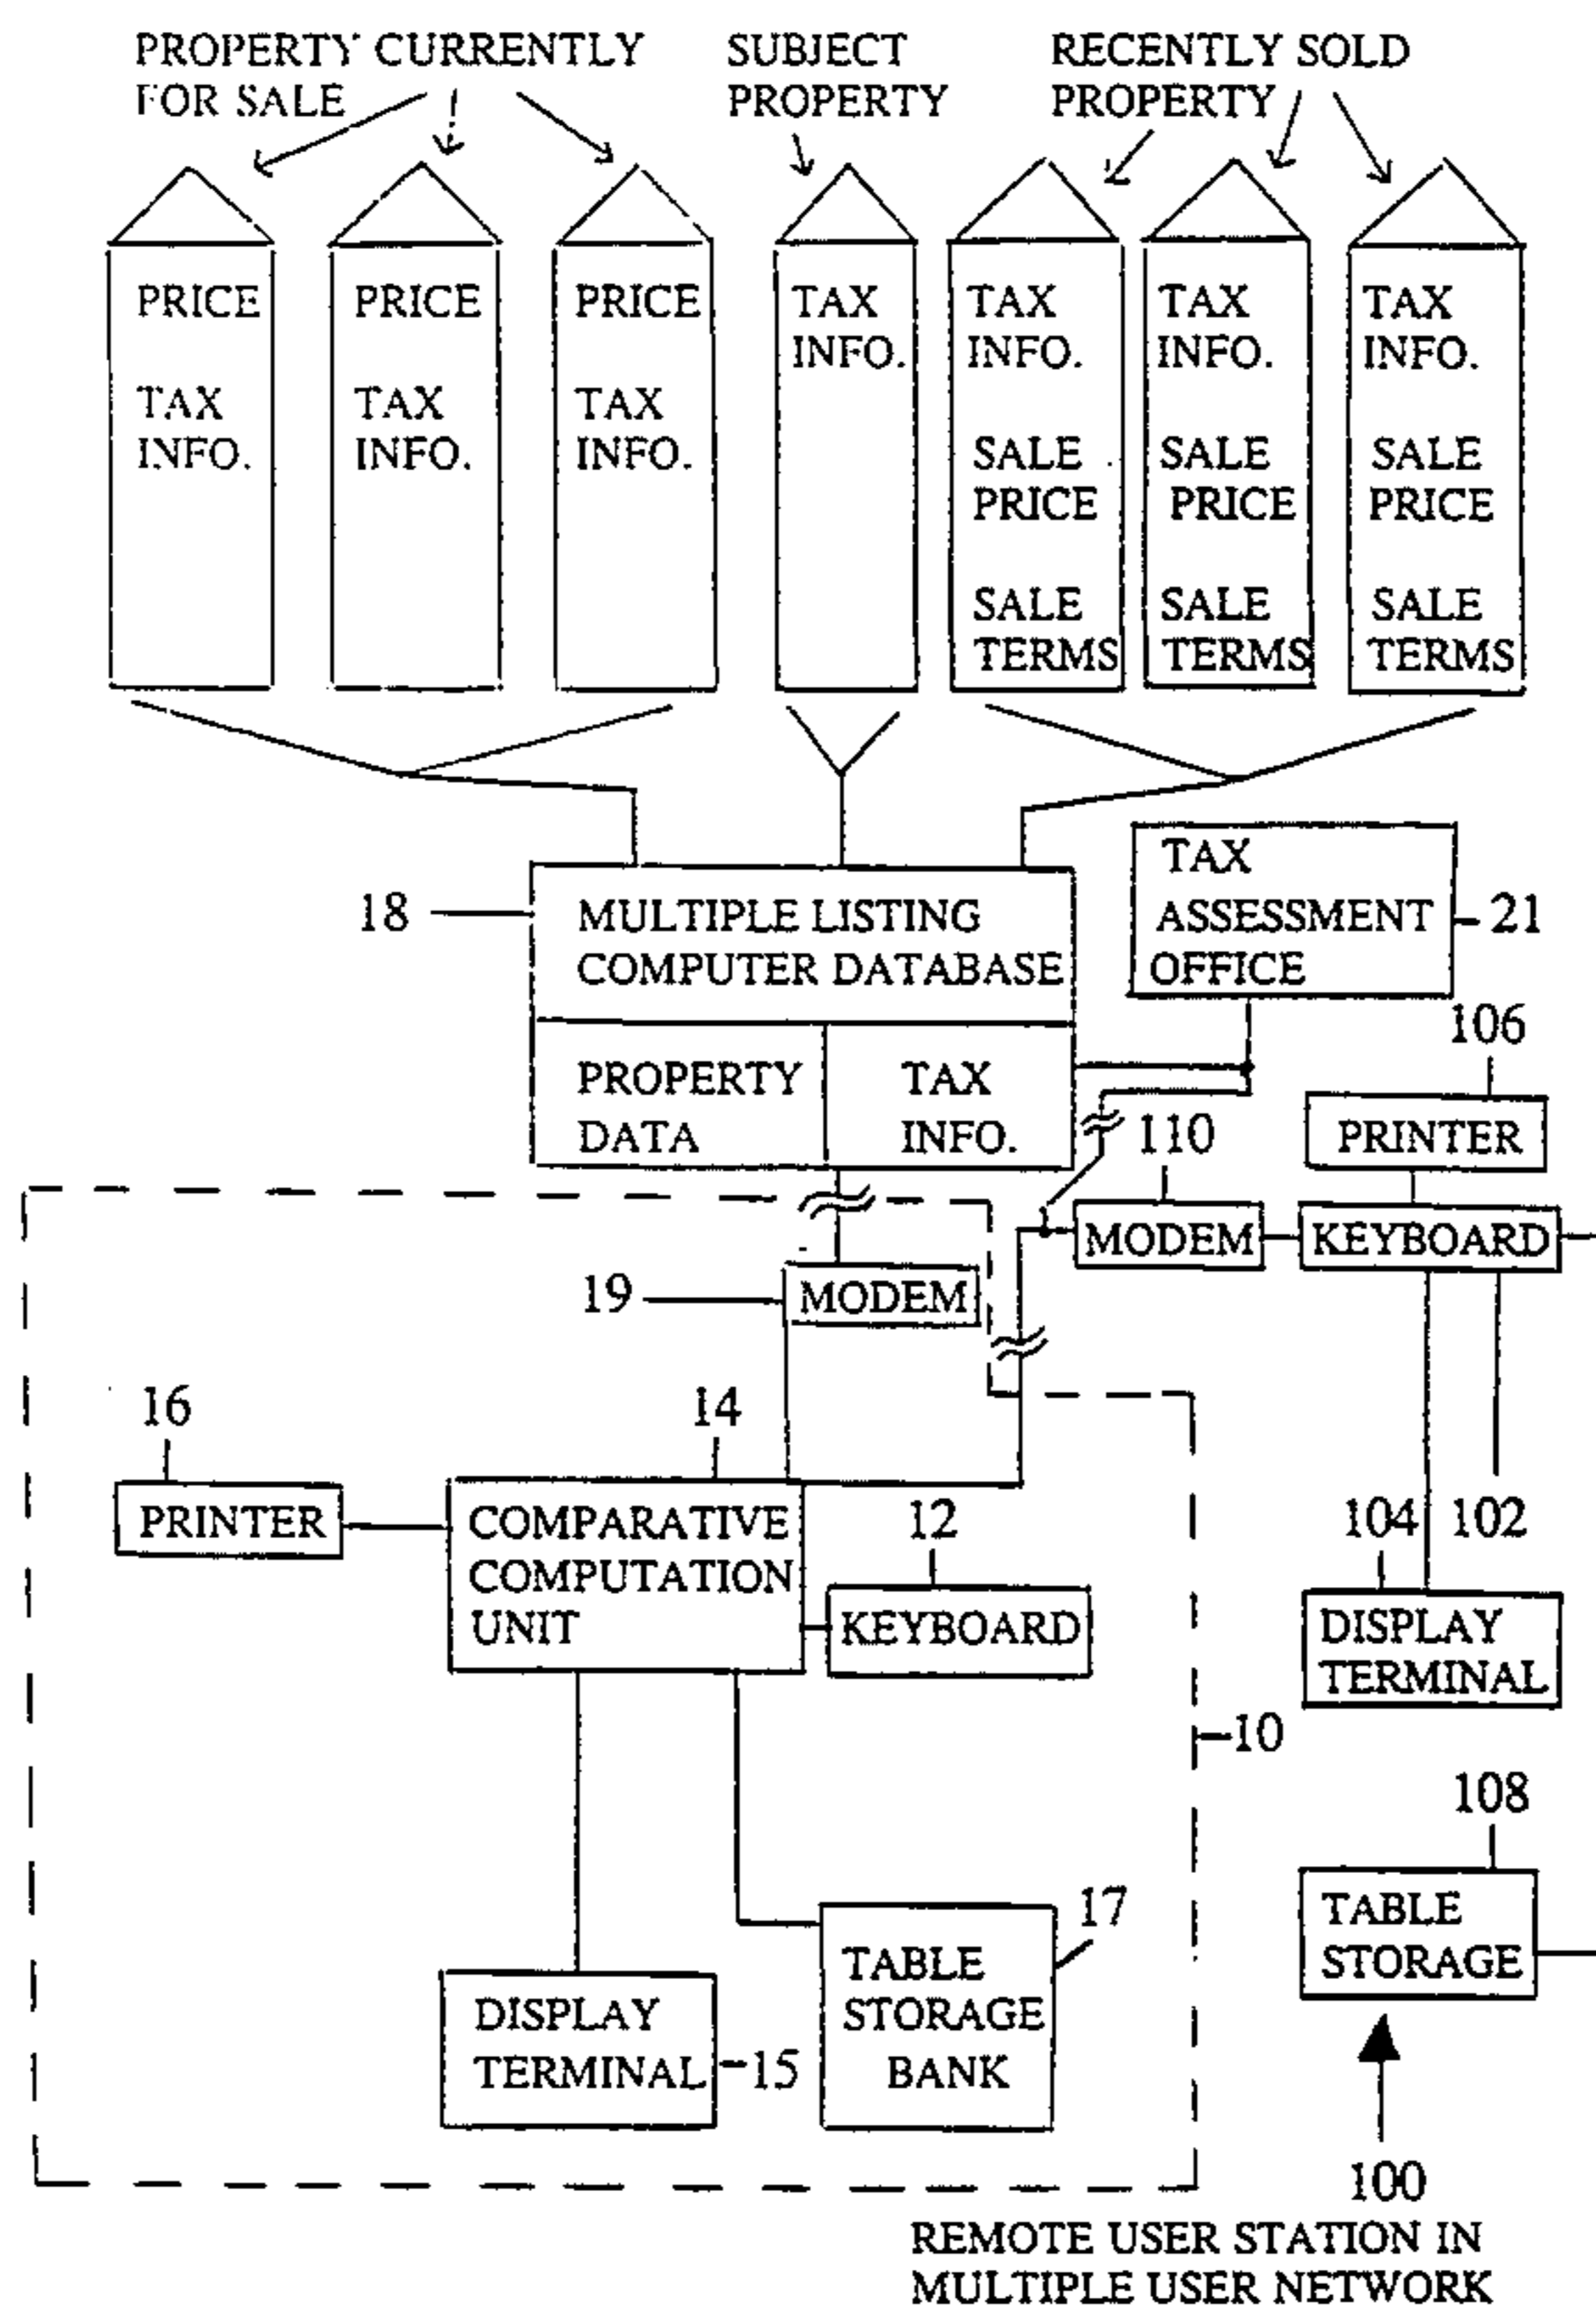 PROPERTY CURRENTLY
FOR SALE
SUBJECT
PROPERTY
RECENTLY SOLD
PROPERTY
PRICE
TAX
INFO.
PRICE
TAX
INFO.
PRICE
TAX
INFO.
TAX
INFO.
TAX
INFO.
SALE
PRICE
SALE
TERMS
TAX
INFO.
SALE
PRICE
SALE
TERMS
TAX
INFO.
SALE
PRICE
SALE
TERMS
18
MULTIPLE LISTING
COMPUTER DATABASE
PROPERTY
DATA
TAX
INFO.
TAX
ASSESSMENT
OFFICE
21
106
PRINTER
110
MODEM
KEYBOARD
19
MODEM
16
PRINTER
14
COMPARATIVE
COMPUTATION
UNIT
12
KEYBOARD
104
102
DISPLAY
TERMINAL
10
108
TABLE
STORAGE
17
TABLE
STORAGE
BANK
DISPLAY
TERMINAL
15
100
REMOTE USER STATION IN
MULTIPLE USER NETWORK